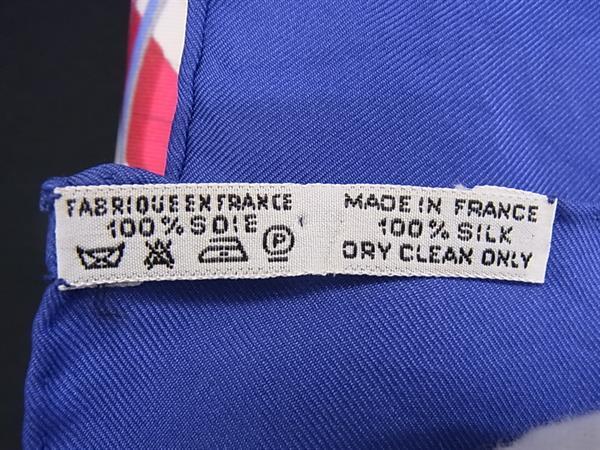 FABRIQUE EN FRANCE
100% SOIE
P
MADE IN FRANCE
100% SILK
DRY CLEAN ONLY